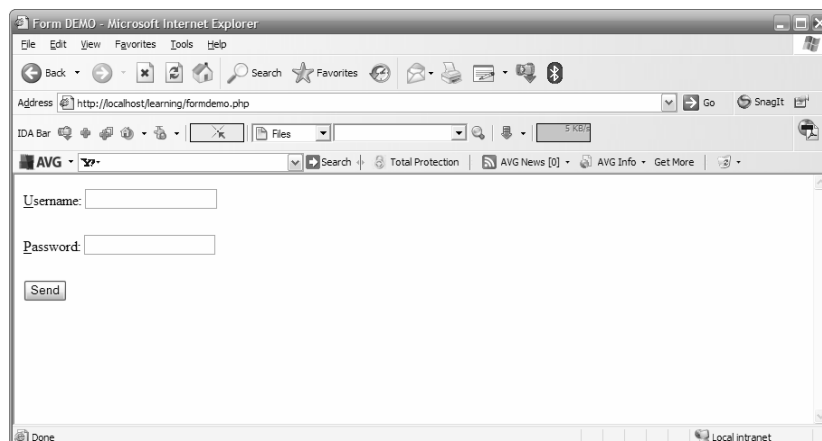 Form DEMO - Microsoft Internet Explorer
File Edit View Favorites Tools Help
Back Search Favorites
Address http://localhost/learning/formdemo.php Go SnagIt
IDA Bar Files 5 KB/s
AVG Y! Search Total Protection AVG News [0] AVG Info Get More
Username:
Password:
Send
Done Local intranet